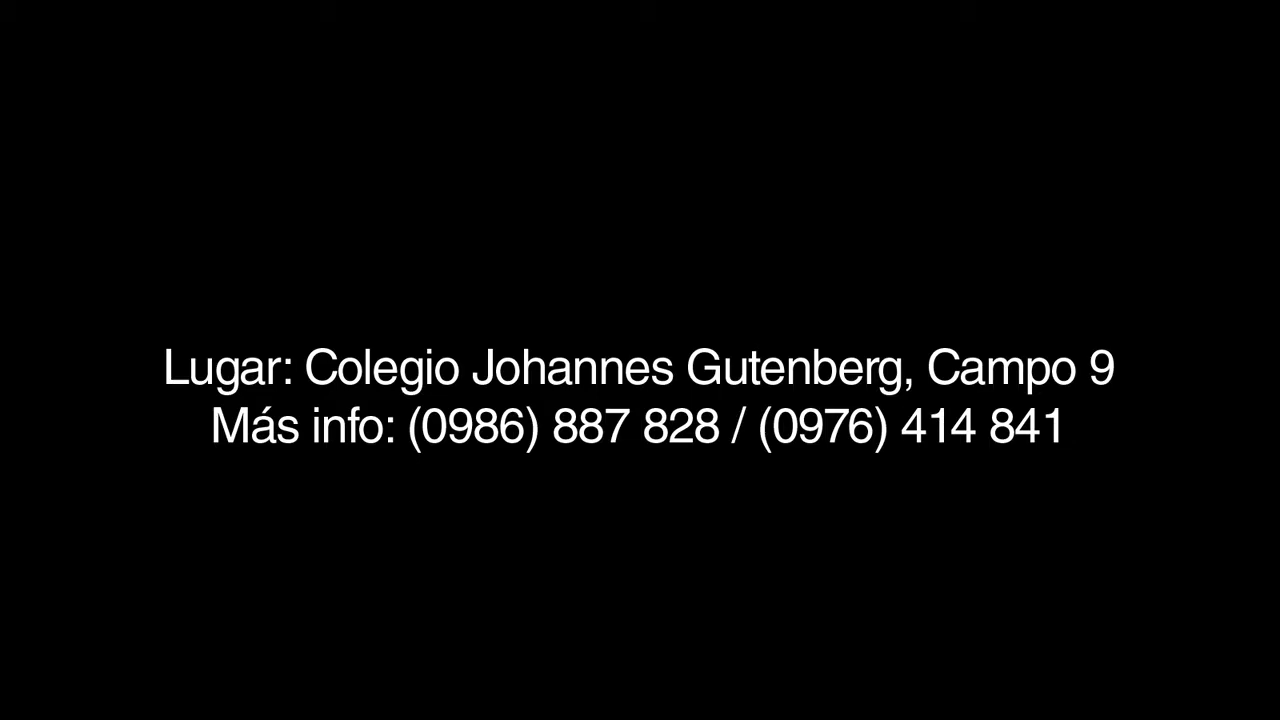 Lugar: Colegio Johannes Gutenberg, Campo 9
Más info: (0986) 887 828 / (0976) 414 841